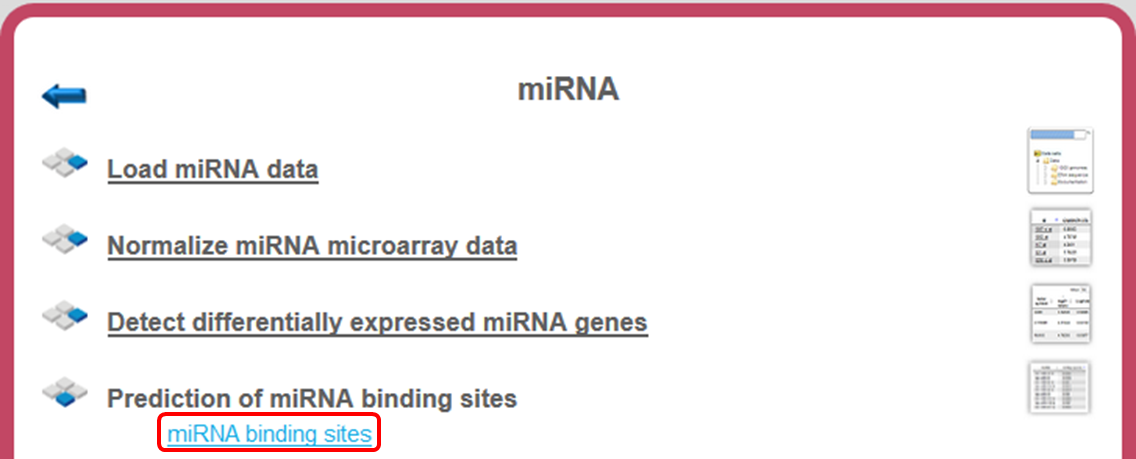 miRNA
Load miRNA data
Normalize miRNA microarray data
Detect differentially expressed miRNA genes
Prediction of miRNA binding sites
miRNA binding sites